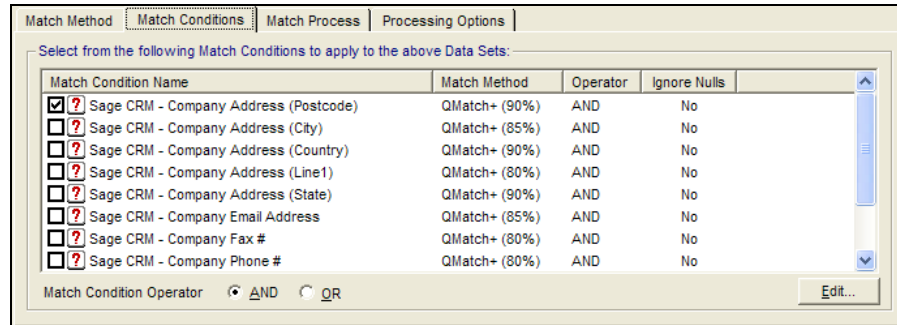 Match Method Match Conditions Match Process Processing Options
Select from the following Match Conditions to apply to the above Data Sets:
Match Condition Name Match Method Operator Ignore Nulls
? Sage CRM - Company Address (Postcode) QMatch+ (90%) AND No
? Sage CRM - Company Address (City) QMatch+ (85%) AND No
? Sage CRM - Company Address (Country) QMatch+ (90%) AND No
? Sage CRM - Company Address (Line1) QMatch+ (80%) AND No
? Sage CRM - Company Address (State) QMatch+ (90%) AND No
? Sage CRM - Company Email Address QMatch+ (85%) AND No
? Sage CRM - Company Fax # QMatch+ (80%) AND No
? Sage CRM - Company Phone # QMatch+ (80%) AND No
Match Condition Operator AND OR Edit...